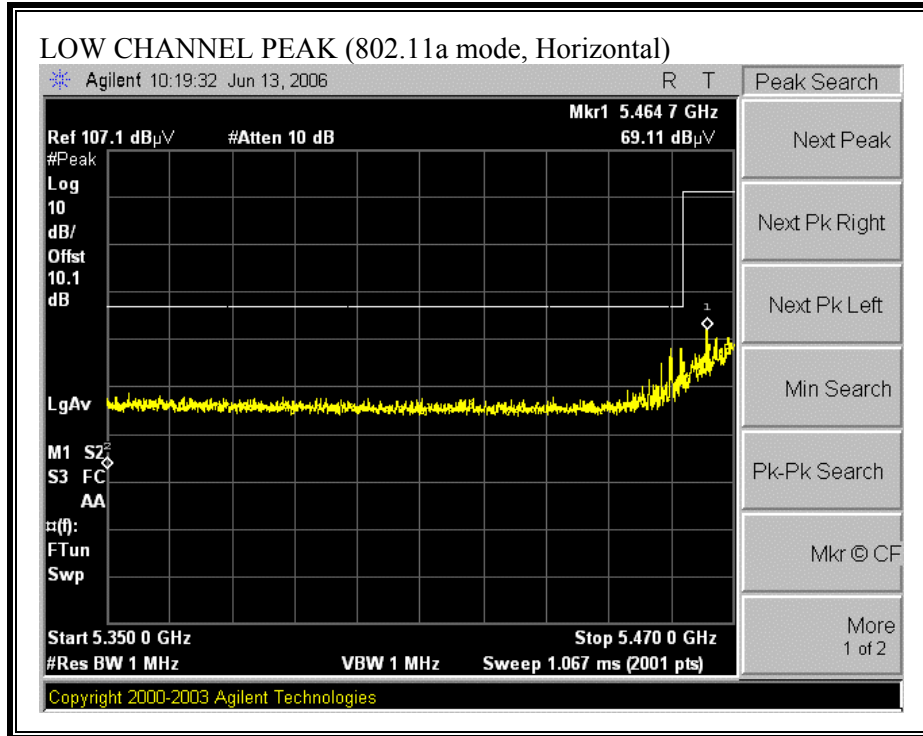 LOW CHANNEL PEAK (802.11a mode, Horizontal)
Agilent 10:19:32 Jun 13, 2006
R T
Peak Search
Mkr1 5.464 7 GHz
Ref 107.1 dBµV #Atten 10 dB 69.11 dBµV
#Peak
Log
10
dB/
Offst
10.1
dB
1
LgAv
M1 S2
2
S3 FC
AA
¤(f):
FTun
Swp
Start 5.350 0 GHz Stop 5.470 0 GHz
#Res BW 1 MHz VBW 1 MHz Sweep 1.067 ms (2001 pts)
Copyright 2000-2003 Agilent Technologies
Next Peak
Next Pk Right
Next Pk Left
Min Search
Pk-Pk Search
Mkr © CF
More
1 of 2